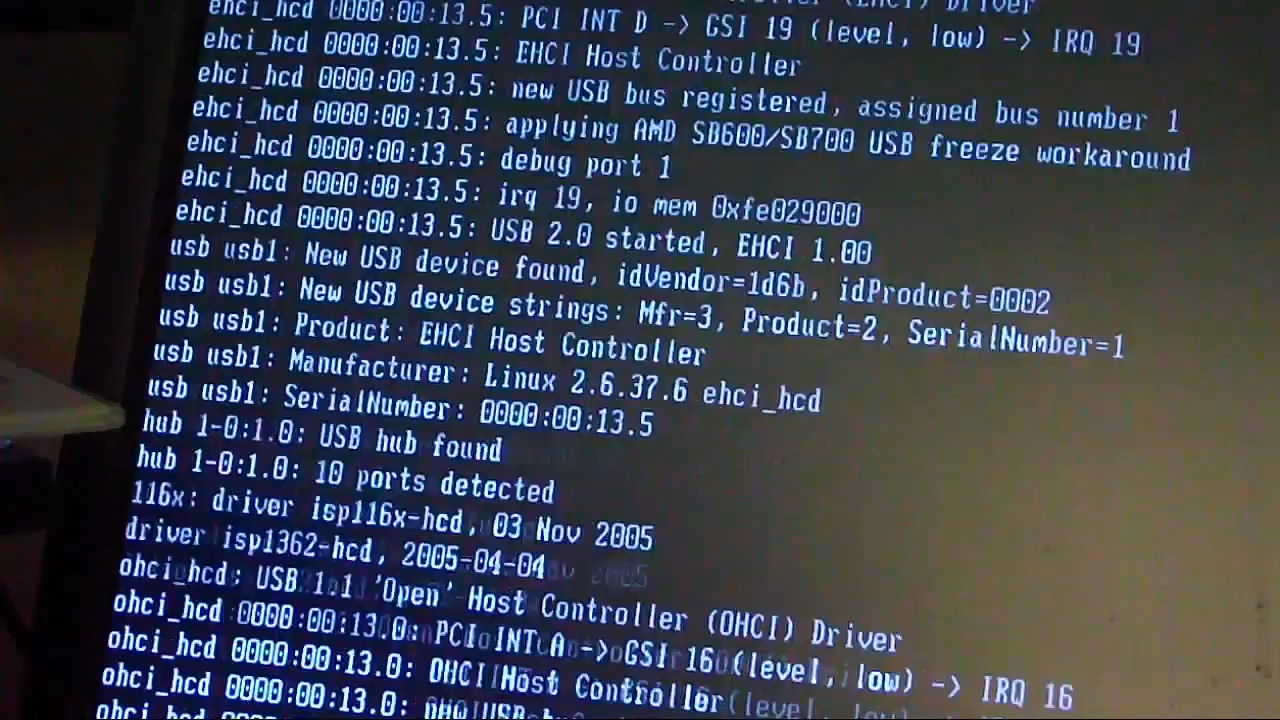 (EHCI) Driver
ehci_hcd 0000:00:13.5: PCI INT D -> GSI 19 (level, low) -> IRQ 19
ehci_hcd 0000:00:13.5: EHCI Host Controller
ehci_hcd 0000:00:13.5: new USB bus registered, assigned bus number 1
ehci_hcd 0000:00:13.5: applying AMD SB600/SB700 USB freeze workaround
ehci_hcd 0000:00:13.5: debug port 1
ehci_hcd 0000:00:13.5: irq 19, io mem 0xfe029000
ehci_hcd 0000:00:13.5: USB 2.0 started, EHCI 1.00
usb usb1: New USB device found, idVendor=1d6b, idProduct=0002
usb usb1: New USB device strings: Mfr=3, Product=2, SerialNumber=1
usb usb1: Product: EHCI Host Controller
usb usb1: Manufacturer: Linux 2.6.37.6 ehci_hcd
usb usb1: SerialNumber: 0000:00:13.5
hub 1-0:1.0: USB hub found
hub 1-0:1.0: 10 ports detected
116x: driver isp116x-hcd, 03 Nov 2005
driver isp1362-hcd, 2005-04-04
ohci_hcd: USB 1.1 'Open' Host Controller (OHCI) Driver
ohci_hcd 0000:00:13.0: PCI INT A -> GSI 16 (level, low) -> IRQ 16
ohci_hcd 0000:00:13.0: OHCI Host Controller
ohci_hcd 0000:00:13.0:
ohci_hcd